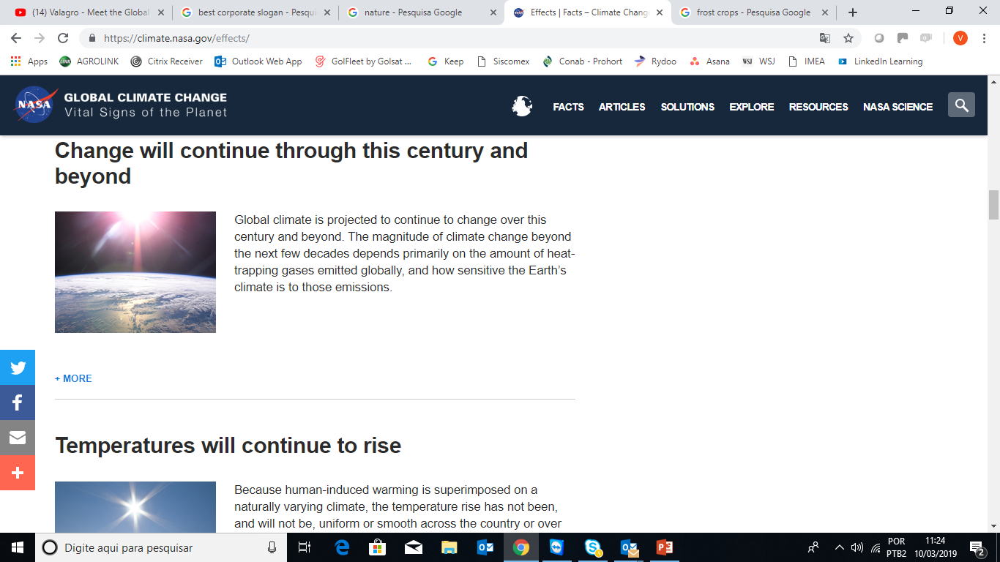 (14) Valagro - Meet the Global
best corporate slogan - Pesqui
nature - Pesquisa Google
Effects | Facts – Climate Change
frost crops - Pesquisa Google
https://climate.nasa.gov/effects/
V
Apps
LINK
AGROLINK
Citrix Receiver
Outlook Web App
GolFleet by Golsat ...
Keep
Siscomex
Conab - Prohort
Rydoo
Asana
WSJ
WSJ
IMEA
LinkedIn Learning
NASA
GLOBAL CLIMATE CHANGE
Vital Signs of the Planet
FACTS
ARTICLES
SOLUTIONS
EXPLORE
RESOURCES
NASA SCIENCE
Change will continue through this century and
beyond
Global climate is projected to continue to change over this
century and beyond. The magnitude of climate change beyond
the next few decades depends primarily on the amount of heat-
trapping gases emitted globally, and how sensitive the Earth’s
climate is to those emissions.
+ MORE
Temperatures will continue to rise
Because human-induced warming is superimposed on a
naturally varying climate, the temperature rise has not been,
and will not be, uniform or smooth across the country or over
Digite aqui para pesquisar
POR
PTB2
11:24
10/03/2019
2